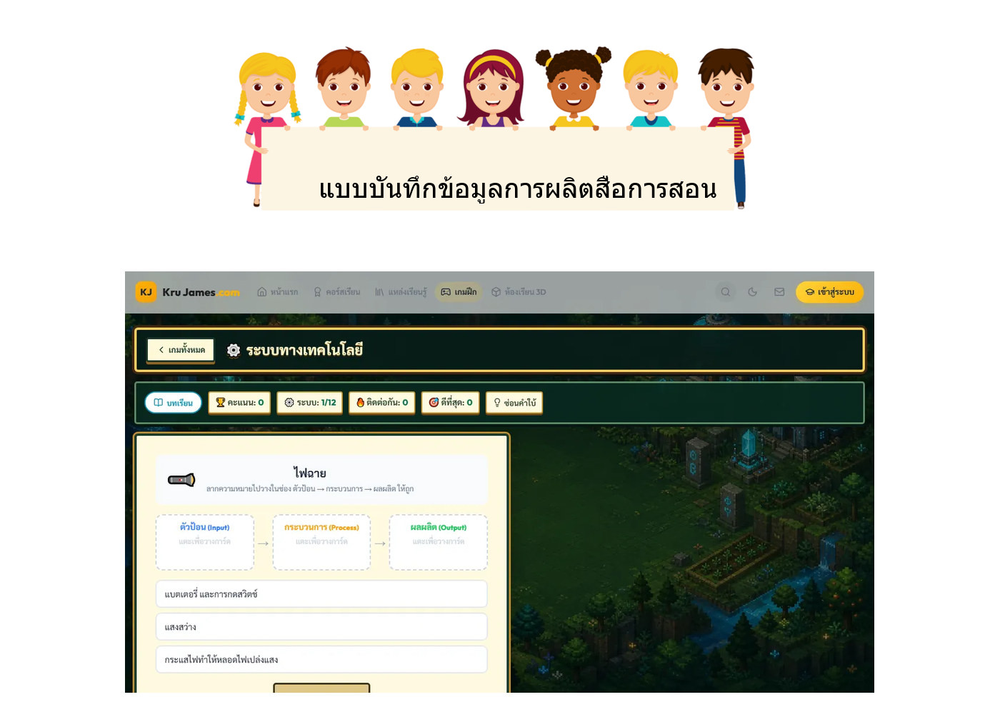 แบบบันทึกข้อมูลการผลิตสื่อการสอน
KJ Kru James.com หน้าแรก คอร์สเรียน แหล่งเรียนรู้ เกมฝึก ห้องเรียน 3D เข้าสู่ระบบ
เกมทั้งหมด ระบบทางเทคโนโลยี
บทเรียน คะแนน: 0 ระบบ: 1/12 ติดต่อกัน: 0 ดีที่สุด: 0 ซ่อนคำใบ้
ไฟฉาย
ลากความหมายไปวางในช่อง ตัวป้อน → กระบวนการ → ผลผลิต ให้ถูก
ตัวป้อน (Input) กระบวนการ (Process) ผลผลิต (Output)
แตะเพื่อวางการ์ด → แตะเพื่อวางการ์ด → แตะเพื่อวางการ์ด
แบตเตอรี่ และการกดสวิตช์
แสงสว่าง
กระแสไฟทำให้หลอดไฟเปล่งแสง